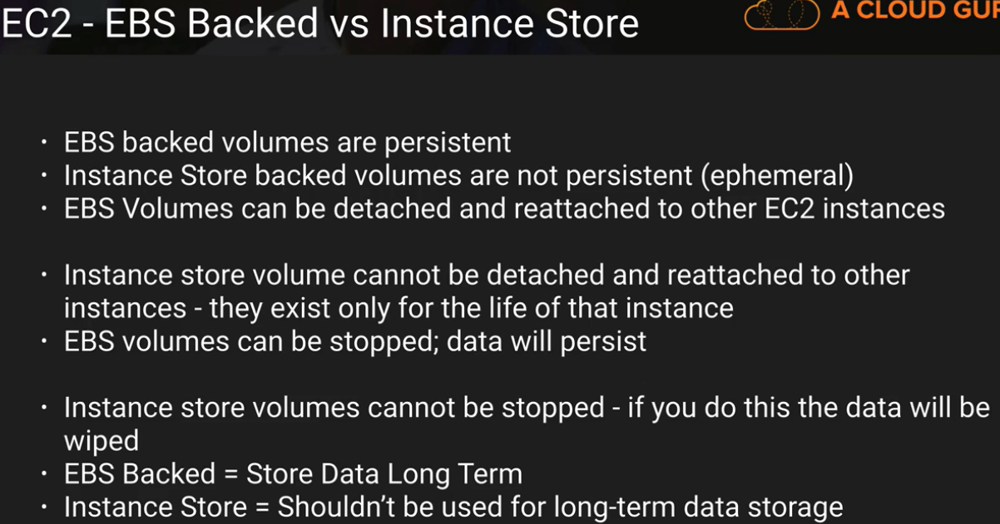 EC2 - EBS Backed vs Instance Store
A CLOUD GUR
· EBS backed volumes are persistent
· Instance Store backed volumes are not persistent (ephemeral)
· EBS Volumes can be detached and reattached to other EC2 instances
· Instance store volume cannot be detached and reattached to other
instances - they exist only for the life of that instance
· EBS volumes can be stopped; data will persist
· Instance store volumes cannot be stopped - if you do this the data will be
wiped
· EBS Backed = Store Data Long Term
· Instance Store = Shouldn’t be used for long-term data storage